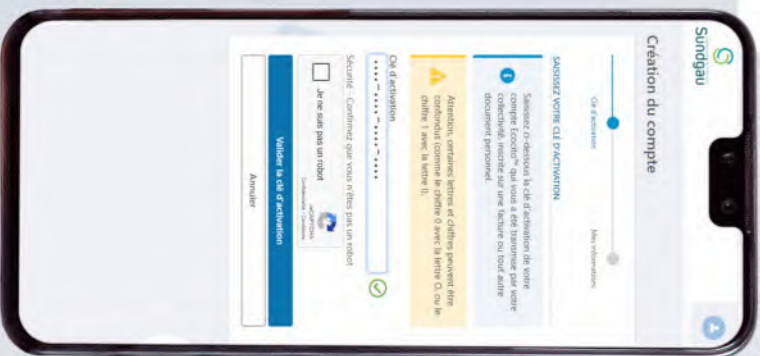 Sundgau
Création du compte
Clé d'activation
Mes informations
SAISISSEZ VOTRE CLÉ D'ACTIVATION
Saisissez ci-dessous la clé d'activation de votre
compte Ecocito™ qui vous a été transmise par votre
collectivité, inscrite sur une facture ou tout autre
document personnel.
Attention, certaines lettres et chiffres peuvent être
confondus (comme le chiffre 0 avec la lettre O, ou le
chiffre 1 avec la lettre I).
Clé d'activation
••••-••••-••••-••••
Sécurité - Confirmez que vous n'êtes pas un robot
Je ne suis pas un robot
reCAPTCHA
Confidentialité - Conditions
Valider la clé d'activation
Annuler